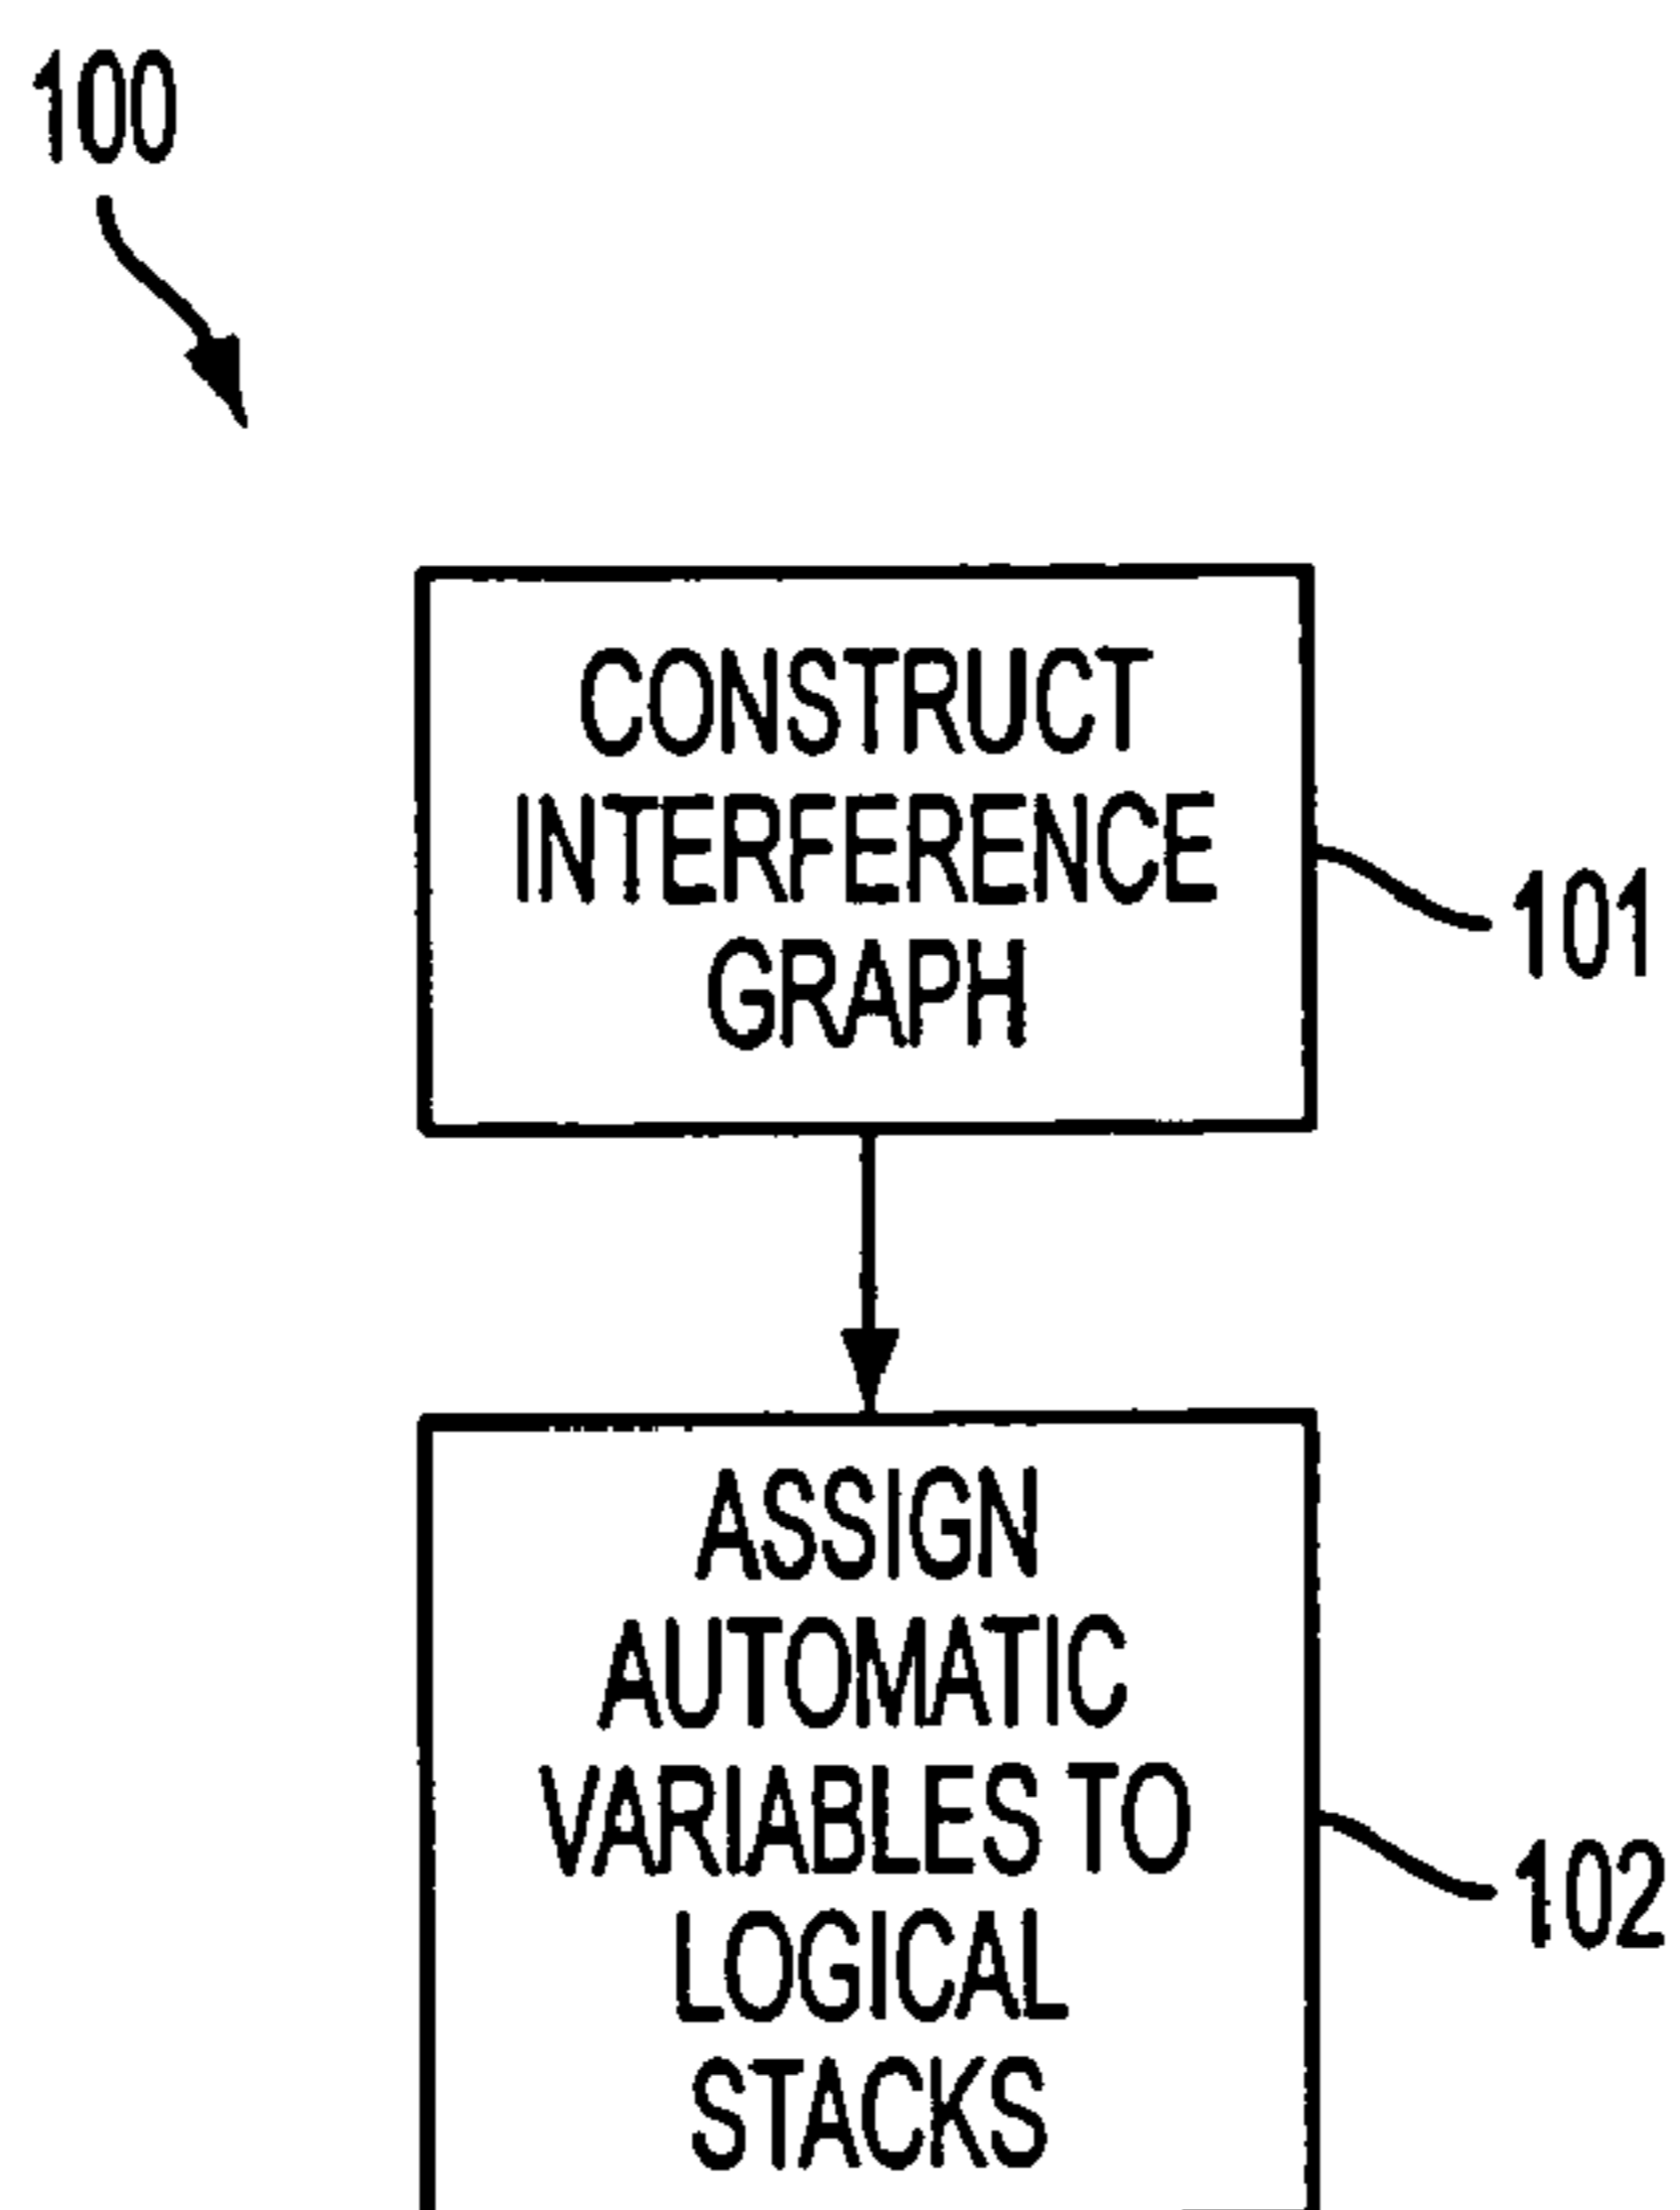 100
CONSTRUCT
INTERFERENCE
GRAPH
101
ASSIGN
AUTOMATIC
VARIABLES TO
LOGICAL
STACKS
102